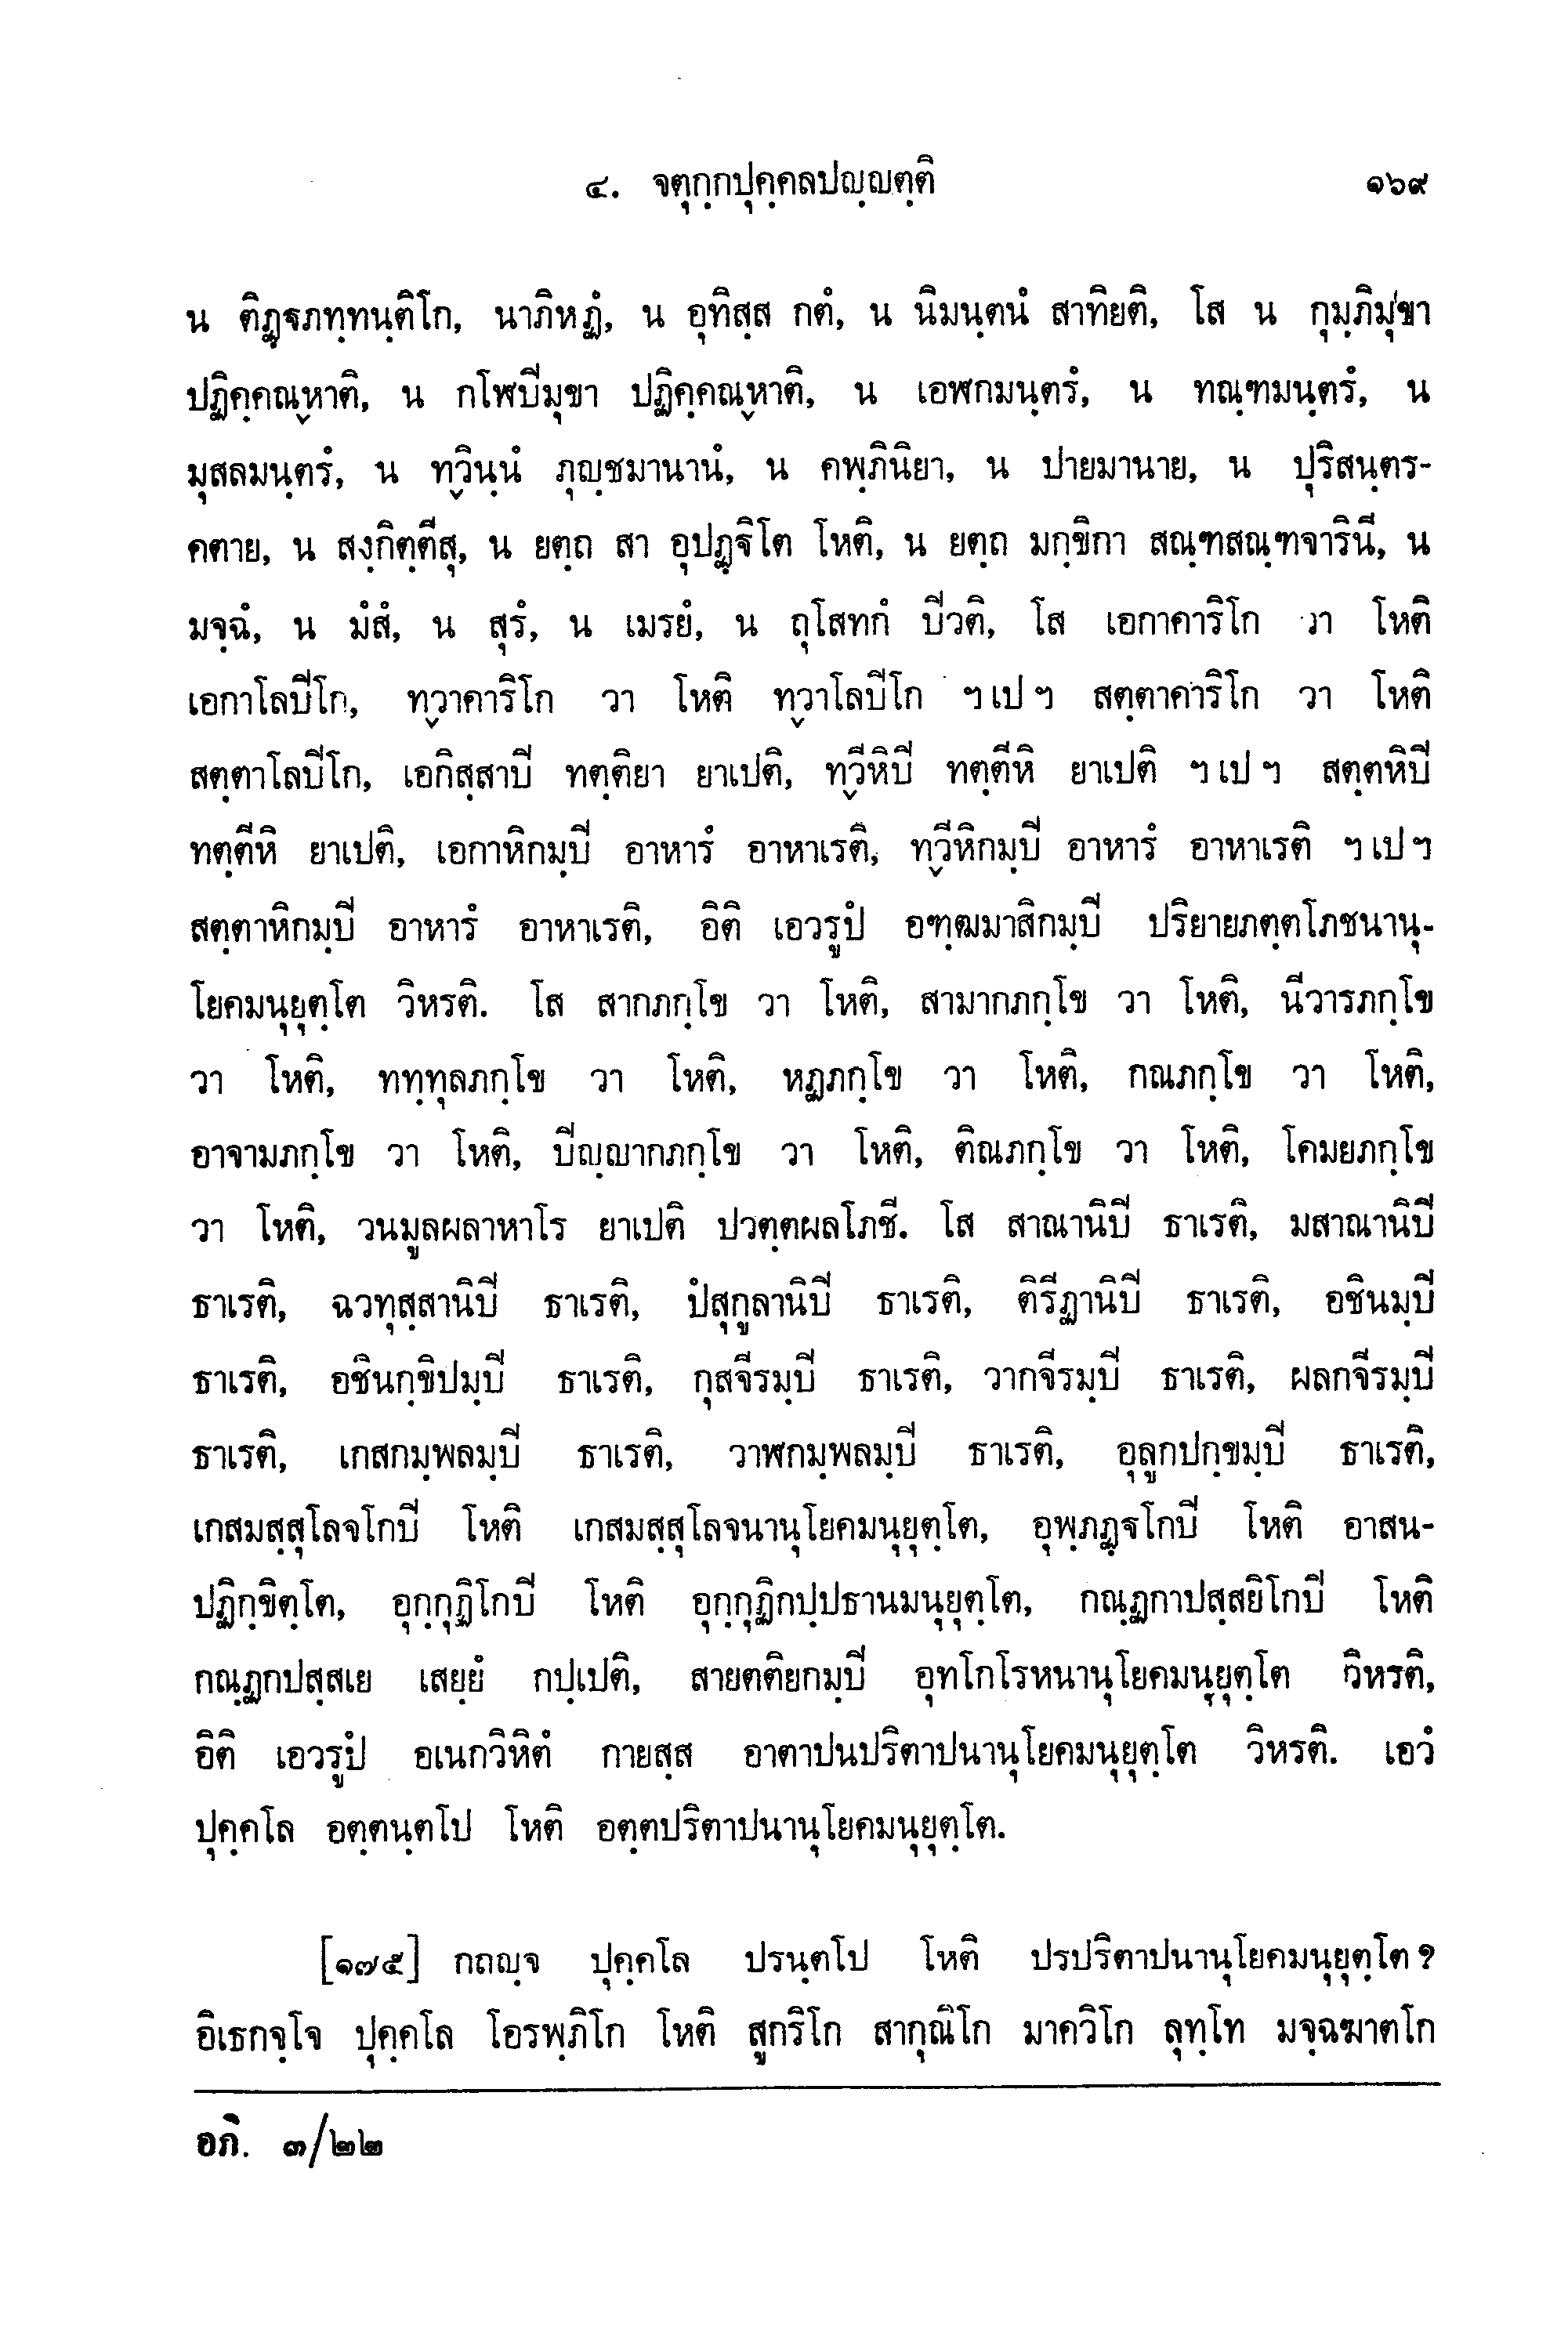 ๔. จตุกฺกปุคฺคลปญฺญตฺติ ๑๖๙
น ติฏฺฐภทฺทนฺติโก, นาภิหฏํ, น อุทิสฺส กตํ, น นิมนฺตนํ สาทิยติ, โส น กุมฺภิมุขา
ปฏิคฺคณฺหาติ, น กโฬปิมุขา ปฏิคฺคณฺหาติ, น เอฬกมนฺตรํ, น ทณฺฑมนฺตรํ, น
มุสลมนฺตรํ, น ทฺวินฺนํ ภุญฺชมานานํ, น คพฺภินิยา, น ปายมานาย, น ปุริสนฺตร-
คตาย, น สงฺกิตฺตีสุ, น ยตฺถ สา อุปฏฺฐิโต โหติ, น ยตฺถ มกฺขิกา สณฺฑสณฺฑจารินี, น
มจฺฉํ, น มํสํ, น สุรํ, น เมรยํ, น ถุโสทกํ ปิวติ, โส เอกาคาริโก วา โหติ
เอกาโลปิโก, ทฺวาคาริโก วา โหติ ทฺวาโลปิโก ฯ เป ฯ สตฺตาคาริโก วา โหติ
สตฺตาโลปิโก, เอกิสฺสาปิ ทตฺติยา ยาเปติ, ทฺวีหิปิ ทตฺตีหิ ยาเปติ ฯ เป ฯ สตฺตหิปิ
ทตฺตีหิ ยาเปติ, เอกาหิกมฺปิ อาหารํ อาหาเรติ, ทฺวีหิกมฺปิ อาหารํ อาหาเรติ ฯ เป ฯ
สตฺตาหิกมฺปิ อาหารํ อาหาเรติ, อิติ เอวรูปํ อฑฺฒมาสิกมฺปิ ปริยายภตฺตโภชนานุ-
โยคมนุยุตฺโต วิหรติ. โส สากภกฺโข วา โหติ, สามากภกฺโข วา โหติ, นีวารภกฺโข
วา โหติ, ททฺทุลภกฺโข วา โหติ, หฏภกฺโข วา โหติ, กณภกฺโข วา โหติ,
อาจามภกฺโข วา โหติ, ปิญฺญากภกฺโข วา โหติ, ติณภกฺโข วา โหติ, โคมยภกฺโข
วา โหติ, วนมูลผลาหาโร ยาเปติ ปวตฺตผลโภชี. โส สาณานิปิ ธาเรติ, มสาณานิปิ
ธาเรติ, ฉวทุสฺสานิปิ ธาเรติ, ปํสุกูลานิปิ ธาเรติ, ติรีฏานิปิ ธาเรติ, อชินมฺปิ
ธาเรติ, อชินกฺขิปมฺปิ ธาเรติ, กุสจีรมฺปิ ธาเรติ, วากจีรมฺปิ ธาเรติ, ผลกจีรมฺปิ
ธาเรติ, เกสกมฺพลมฺปิ ธาเรติ, วาฬกมฺพลมฺปิ ธาเรติ, อุลูกปกฺขมฺปิ ธาเรติ,
เกสมสฺสุโลจโกปิ โหติ เกสมสฺสุโลจนานุโยคมนุยุตฺโต, อุพฺภฏฺฐโกปิ โหติ อาสน-
ปฏิกฺขิตฺโต, อุกฺกุฏิโกปิ โหติ อุกฺกุฏิกปฺปธานมนุยุตฺโต, กณฺฏกาปสฺสยิโกปิ โหติ
กณฺฏกปสฺสเย เสยฺยํ กปฺเปติ, สายตติยกมฺปิ อุทโกโรหนานุโยคมนุยุตฺโต วิหรติ,
อิติ เอวรูปํ อเนกวิหิตํ กายสฺส อาตาปนปริตาปนานุโยคมนุยุตฺโต วิหรติ. เอวํ
ปุคฺคโล อตฺตนฺตโป โหติ อตฺตปริตาปนานุโยคมนุยุตฺโต.
[๑๗๕] กถญฺจ ปุคฺคโล ปรนฺตโป โหติ ปรปริตาปนานุโยคมนุยุตฺโต ?
อิเธกจฺโจ ปุคฺคโล โอรพฺภิโก โหติ สูกริโก สากุณิโก มาควิโก ลุทฺโท มจฺฉฆาตโก
อภิ. ๓/๒๒